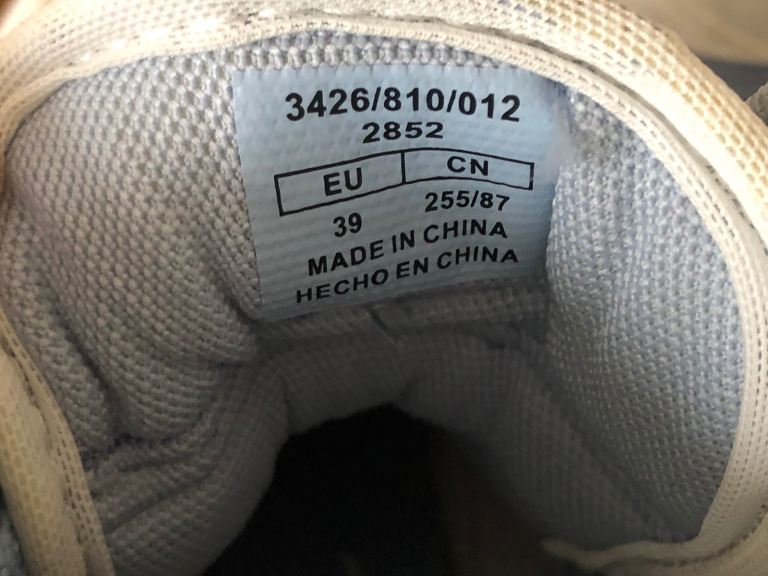 3426/810/012
2852
EU CN
39 255/87
MADE IN CHINA
HECHO EN CHINA